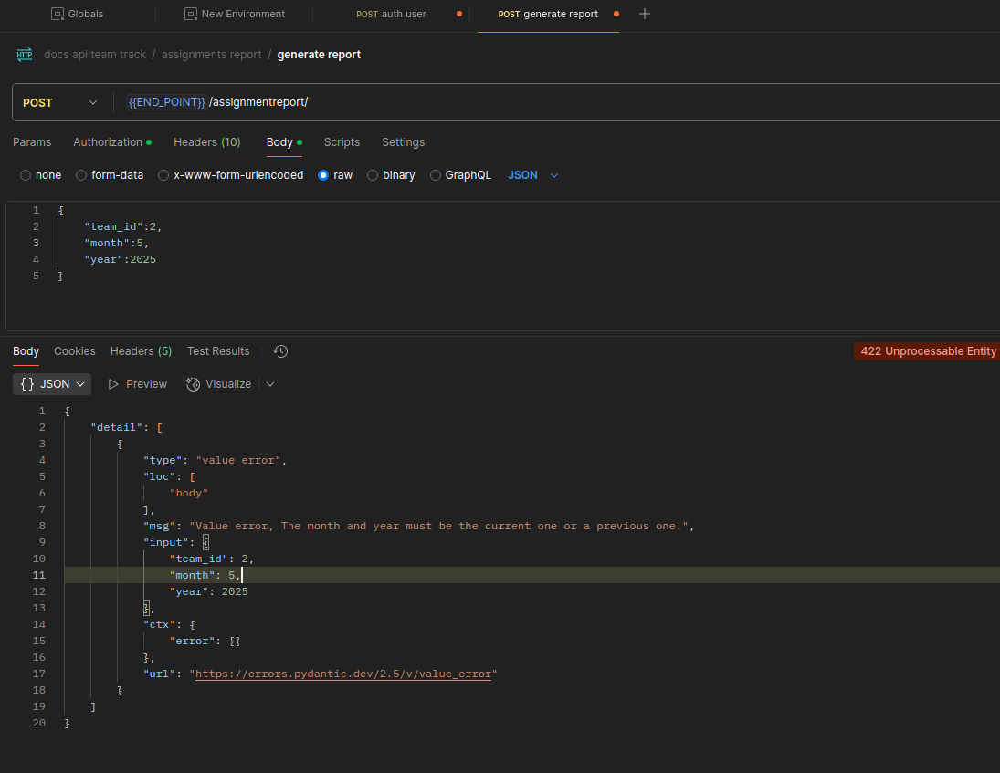 Globals New Environment POST auth user POST generate report
HTTP docs api team track / assignments report / generate report
POST {{END_POINT}} /assignmentreport/
Params Authorization Headers (10) Body Scripts Settings
none form-data x-www-form-urlencoded raw binary GraphQL JSON
1 {
2 "team_id":2,
3 "month":5,
4 "year":2025
5 }
Body Cookies Headers (5) Test Results 422 Unprocessable Entity
{} JSON Preview Visualize
1 {
2 "detail": [
3 {
4 "type": "value_error",
5 "loc": [
6 "body"
7 ],
8 "msg": "Value error, The month and year must be the current one or a previous one.",
9 "input": {
10 "team_id": 2,
11 "month": 5,
12 "year": 2025
13 },
14 "ctx": {
15 "error": {}
16 },
17 "url": "https://errors.pydantic.dev/2.5/v/value_error"
18 }
19 ]
20 }